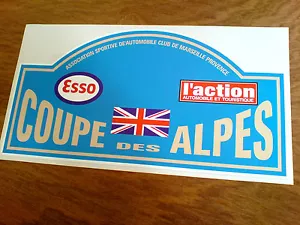 ASSOCIATION SPORTIVE DE AUTOMOBILE CLUB DE MARSEILLE PROVENCE
Esso
l'action
AUTOMOBILE ET TOURISTIQUE
COUPE DES ALPES